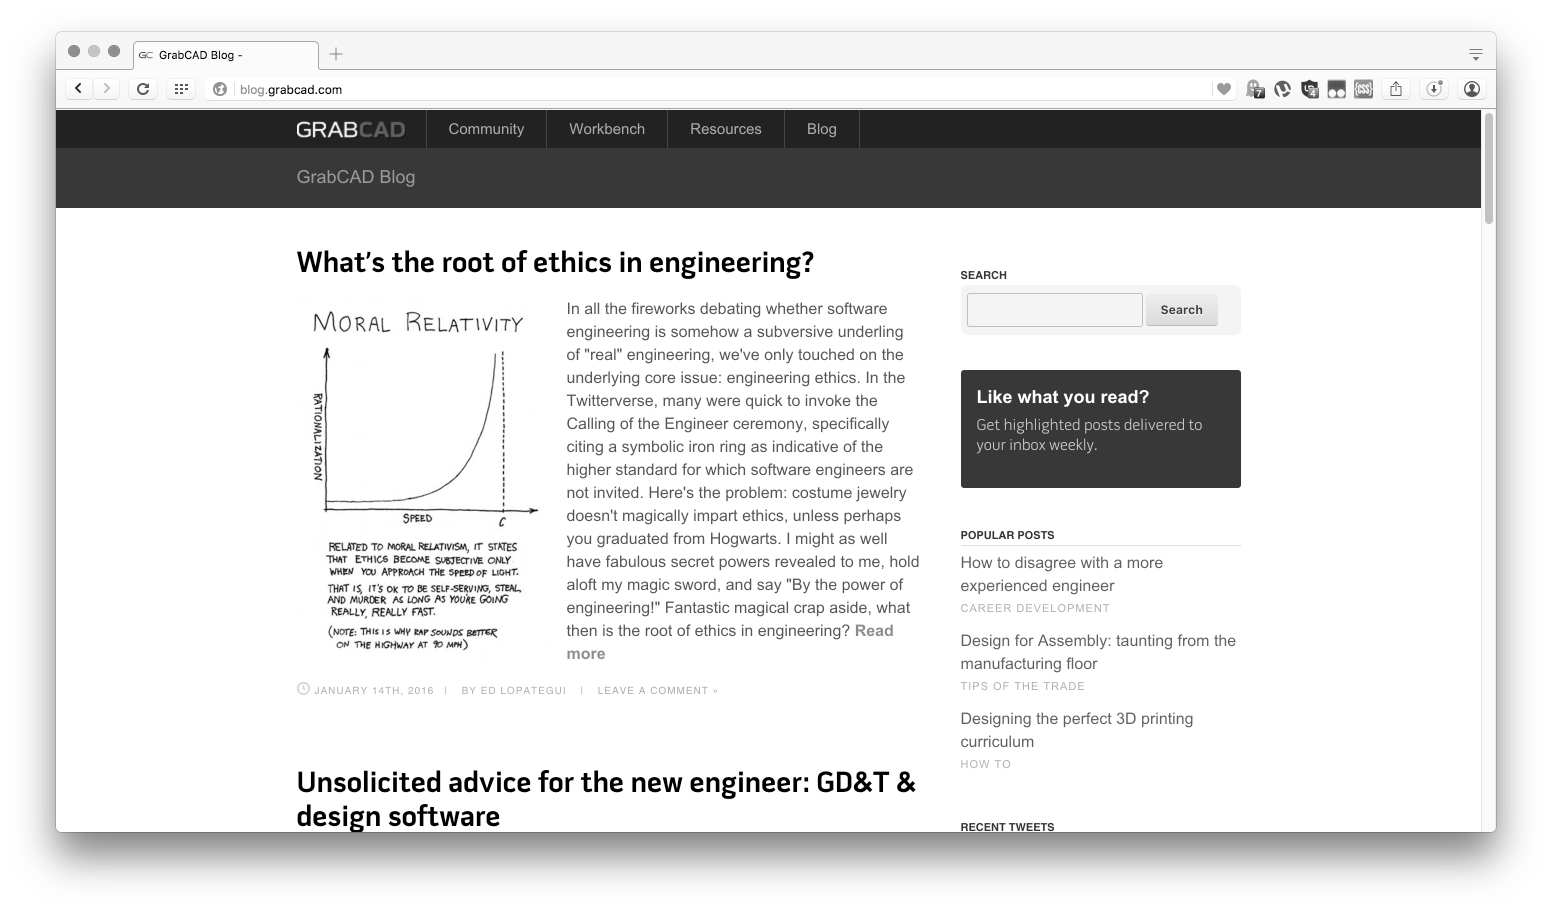 GC GrabCAD Blog -
blog.grabcad.com
7
4
CSS
GRABCAD
Community
Workbench
Resources
Blog
GrabCAD Blog
What's the root of ethics in engineering?
MORAL RELATIVITY
RATIONALIZATION
SPEED
C
RELATED TO MORAL RELATIVISM, IT STATES
THAT ETHICS BECOME SUBJECTIVE ONLY
WHEN YOU APPROACH THE SPEED OF LIGHT.
THAT IS, IT'S OK TO BE SELF-SERVING, STEAL,
AND MURDER AS LONG AS YOU'RE GOING
REALLY, REALLY FAST.
(NOTE: THIS IS WHY RAP SOUNDS BETTER
ON THE HIGHWAY AT 90 MPH)
In all the fireworks debating whether software
engineering is somehow a subversive underling
of "real" engineering, we've only touched on the
underlying core issue: engineering ethics. In the
Twitterverse, many were quick to invoke the
Calling of the Engineer ceremony, specifically
citing a symbolic iron ring as indicative of the
higher standard for which software engineers are
not invited. Here's the problem: costume jewelry
doesn't magically impart ethics, unless perhaps
you graduated from Hogwarts. I might as well
have fabulous secret powers revealed to me, hold
aloft my magic sword, and say "By the power of
engineering!" Fantastic magical crap aside, what
then is the root of ethics in engineering? Read
more
JANUARY 14TH, 2016 | BY ED LOPATEGUI | LEAVE A COMMENT »
Unsolicited advice for the new engineer: GD&T &
design software
SEARCH
Search
Like what you read?
Get highlighted posts delivered to
your inbox weekly.
POPULAR POSTS
How to disagree with a more
experienced engineer
CAREER DEVELOPMENT
Design for Assembly: taunting from the
manufacturing floor
TIPS OF THE TRADE
Designing the perfect 3D printing
curriculum
HOW TO
RECENT TWEETS